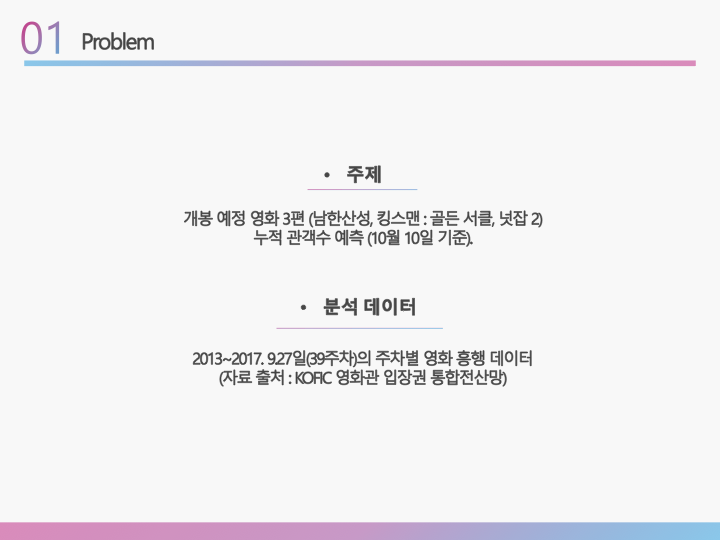 01 Problem
• 주제
개봉 예정 영화 3편 (남한산성, 킹스맨 : 골든 서클, 넛잡 2)
누적 관객수 예측 (10월 10일 기준).
• 분석 데이터
2013~2017. 9.27일(39주차)의 주차별 영화 흥행 데이터
(자료 출처 : KOFIC 영화관 입장권 통합전산망)